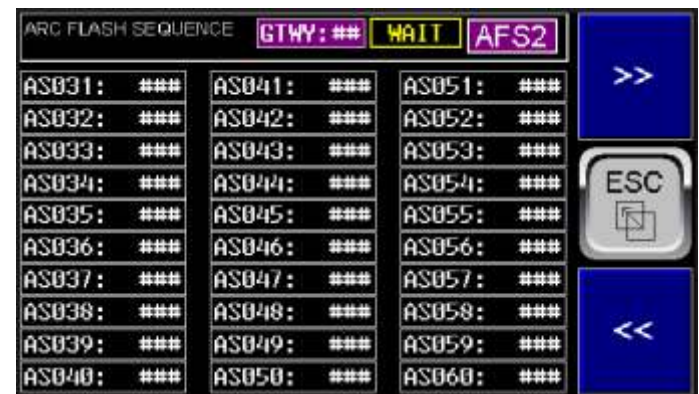 ARC FLASH SEQUENCE GTWY:## WAIT AFS2
AS031: ### AS041: ### AS051: ###
AS032: ### AS042: ### AS052: ###
AS033: ### AS043: ### AS053: ###
AS034: ### AS044: ### AS054: ###
AS035: ### AS045: ### AS055: ###
AS036: ### AS046: ### AS056: ###
AS037: ### AS047: ### AS057: ###
AS038: ### AS048: ### AS058: ###
AS039: ### AS049: ### AS059: ###
AS040: ### AS050: ### AS060: ###
>>
ESC
<<